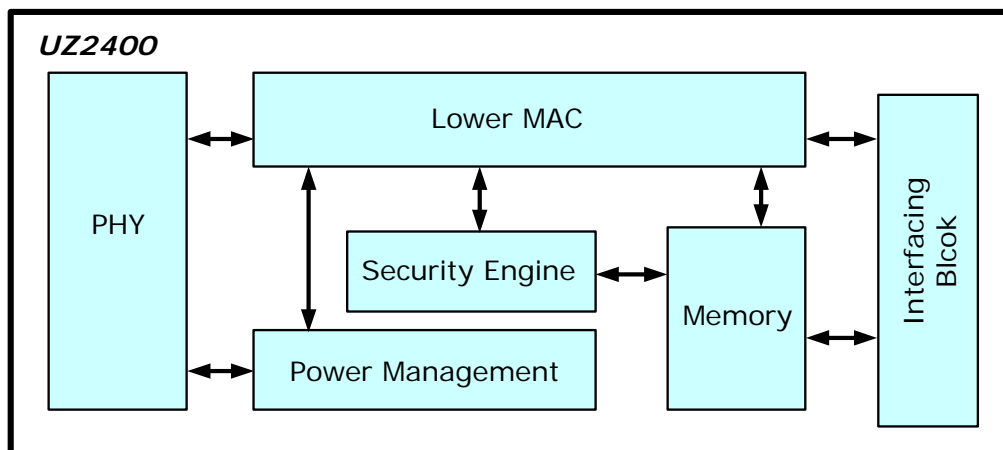 UZ2400
Lower MAC
PHY
Security Engine
Memory
Power Management
Interfacing
Blcok